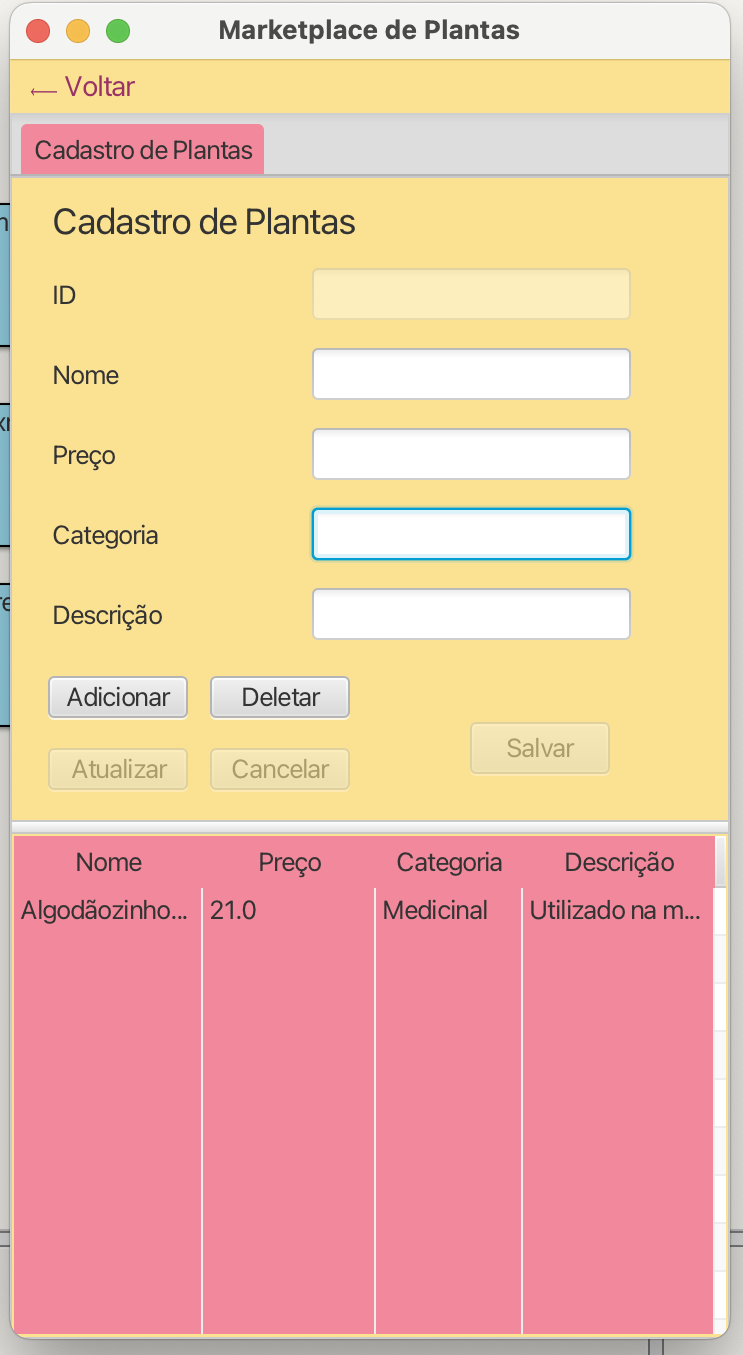 Marketplace de Plantas
← Voltar
Cadastro de Plantas
Cadastro de Plantas
ID
Nome
Preço
Categoria
Descrição
Adicionar Deletar
Salvar
Atualizar Cancelar
Nome Preço Categoria Descrição
Algodãozinho... 21.0 Medicinal Utilizado na m...